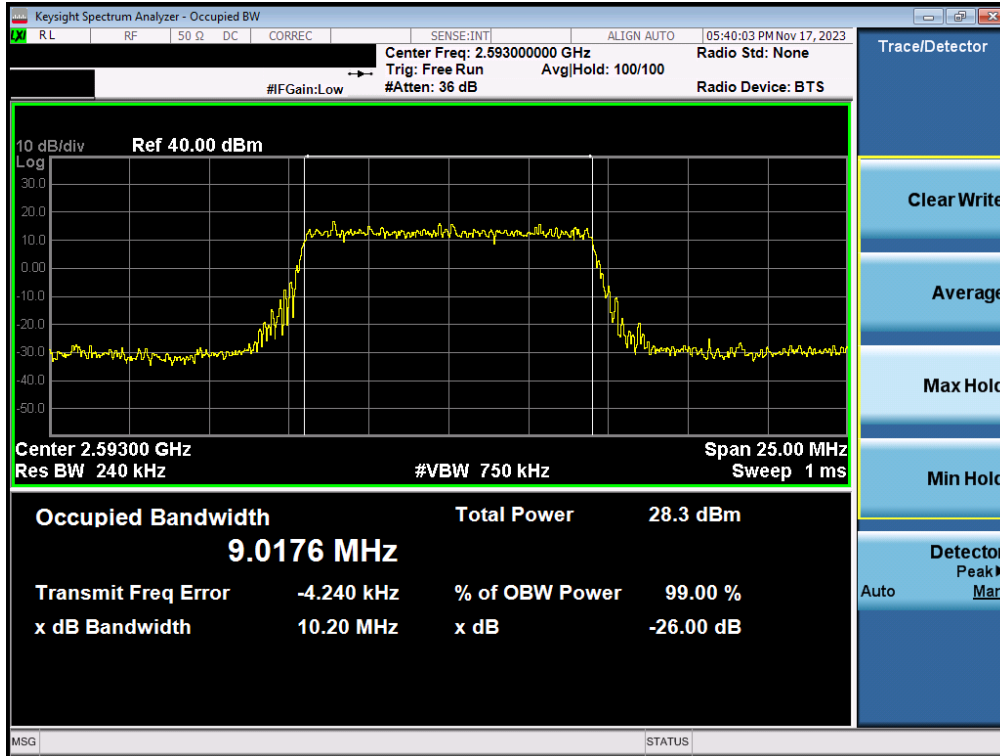 Keysight Spectrum Analyzer - Occupied BW
LXI RL RF 50 Ω DC CORREC SENSE:INT ALIGN AUTO 05:40:03 PM Nov 17, 2023
Center Freq: 2.593000000 GHz Radio Std: None
Trig: Free Run Avg|Hold: 100/100
#IFGain:Low #Atten: 36 dB Radio Device: BTS
Trace/Detector
10 dB/div Ref 40.00 dBm
Log
30.0
20.0
10.0
0.00
-10.0
-20.0
-30.0
-40.0
-50.0
Center 2.59300 GHz Span 25.00 MHz
Res BW 240 kHz #VBW 750 kHz Sweep 1 ms
Occupied Bandwidth Total Power 28.3 dBm
9.0176 MHz
Transmit Freq Error -4.240 kHz % of OBW Power 99.00 %
x dB Bandwidth 10.20 MHz x dB -26.00 dB
Clear Write
Average
Max Hold
Min Hold
Detector
Peak
Auto Man
MSG STATUS